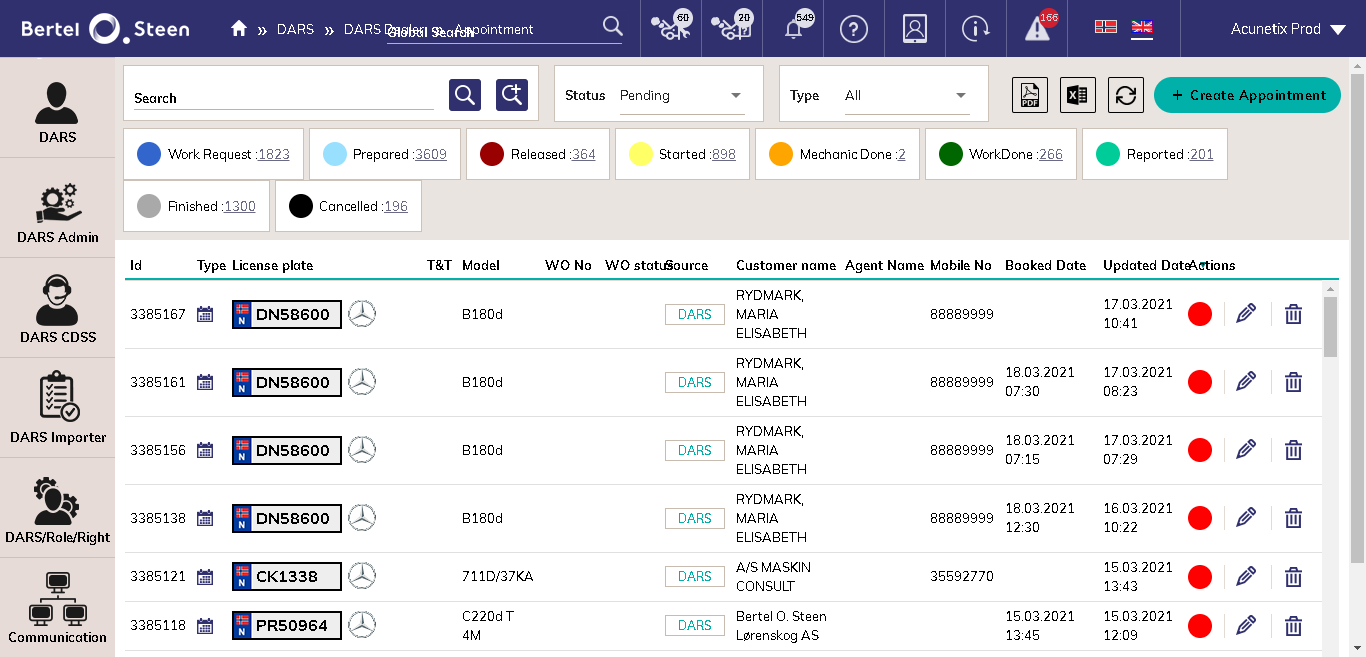 Bertel O. Steen
» DARS » DARS Dealer » Appointment
Global Search
60
20
549
166
Acunetix Prod
DARS
DARS Admin
DARS CDSS
DARS Importer
DARS/Role/Right
Communication
Search
Status Pending
Type All
PDF
+ Create Appointment
Work Request :1823
Prepared :3609
Released :364
Started :898
Mechanic Done :2
WorkDone :266
Reported :201
Finished :1300
Cancelled :196
Id Type License plate T&T Model WO No WO status Source Customer name Agent Name Mobile No Booked Date Updated Date Actions
3385167 N DN58600 B180d DARS RYDMARK, MARIA ELISABETH 88889999 17.03.2021 10:41
3385161 N DN58600 B180d DARS RYDMARK, MARIA ELISABETH 88889999 18.03.2021 07:30 17.03.2021 08:23
3385156 N DN58600 B180d DARS RYDMARK, MARIA ELISABETH 88889999 18.03.2021 07:15 17.03.2021 07:29
3385138 N DN58600 B180d DARS RYDMARK, MARIA ELISABETH 88889999 18.03.2021 12:30 16.03.2021 10:22
3385121 N CK1338 711D/37KA DARS A/S MASKIN CONSULT 35592770 15.03.2021 13:43
3385118 N PR50964 C220d T 4M DARS Bertel O. Steen Lørenskog AS 15.03.2021 13:45 15.03.2021 12:09